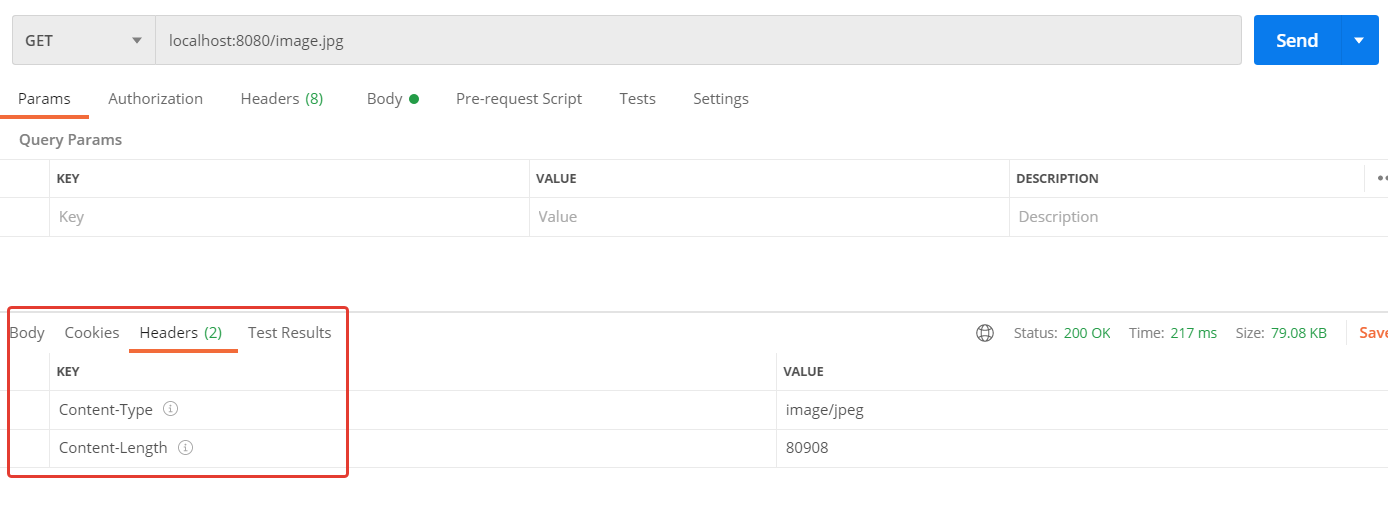 GET localhost:8080/image.jpg Send
Params Authorization Headers (8) Body Pre-request Script Tests Settings
Query Params
KEY VALUE DESCRIPTION
Key Value Description
Body Cookies Headers (2) Test Results Status: 200 OK Time: 217 ms Size: 79.08 KB Save
KEY VALUE
Content-Type image/jpeg
Content-Length 80908